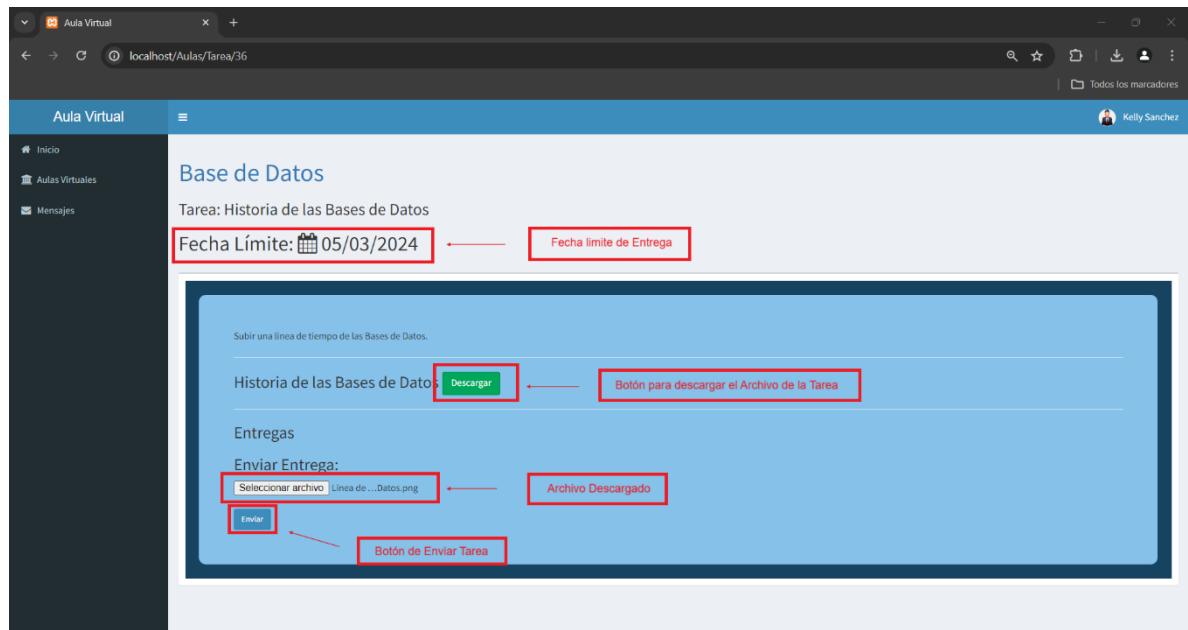 Aula Virtual
localhost/Aulas/Tarea/36
Todos los marcadores
Aula Virtual
Kelly Sanchez
Inicio
Aulas Virtuales
Mensajes
Base de Datos
Tarea: Historia de las Bases de Datos
Fecha Límite: 05/03/2024
Fecha limite de Entrega
Subir una linea de tiempo de las Bases de Datos.
Historia de las Bases de Datos Descargar
Botón para descargar el Archivo de la Tarea
Entregas
Enviar Entrega:
Seleccionar archivo Linea de ...Datos.png
Archivo Descargado
Enviar
Botón de Enviar Tarea